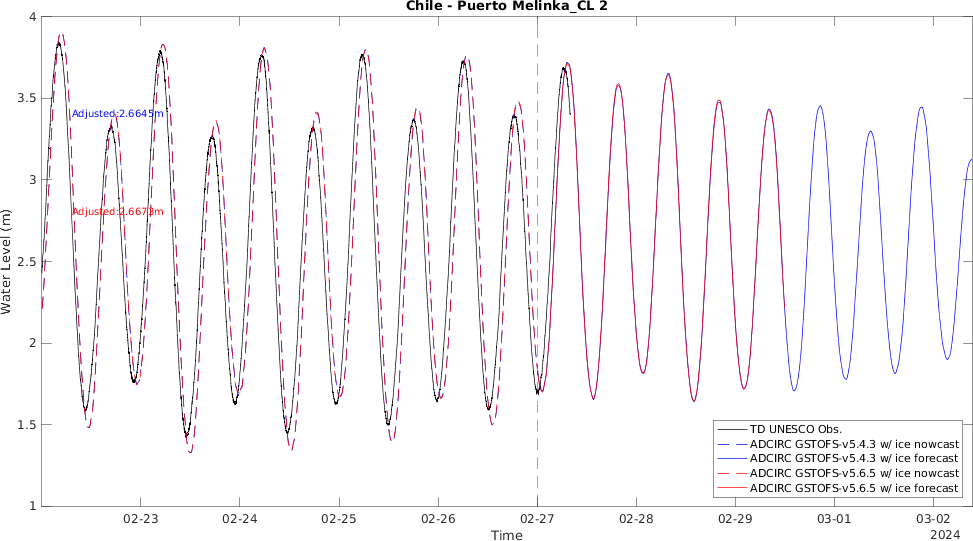 Chile - Puerto Melinka_CL 2
Water Level (m)
4
3.5
3
2.5
2
1.5
1
Adjusted:2.6645m
Adjusted:2.6673m
TD UNESCO Obs.
ADCIRC GSTOFS-v5.4.3 w/ ice nowcast
ADCIRC GSTOFS-v5.4.3 w/ ice forecast
ADCIRC GSTOFS-v5.6.5 w/ ice nowcast
ADCIRC GSTOFS-v5.6.5 w/ ice forecast
02-23 02-24 02-25 02-26 02-27 02-28 02-29 03-01 03-02
Time
2024